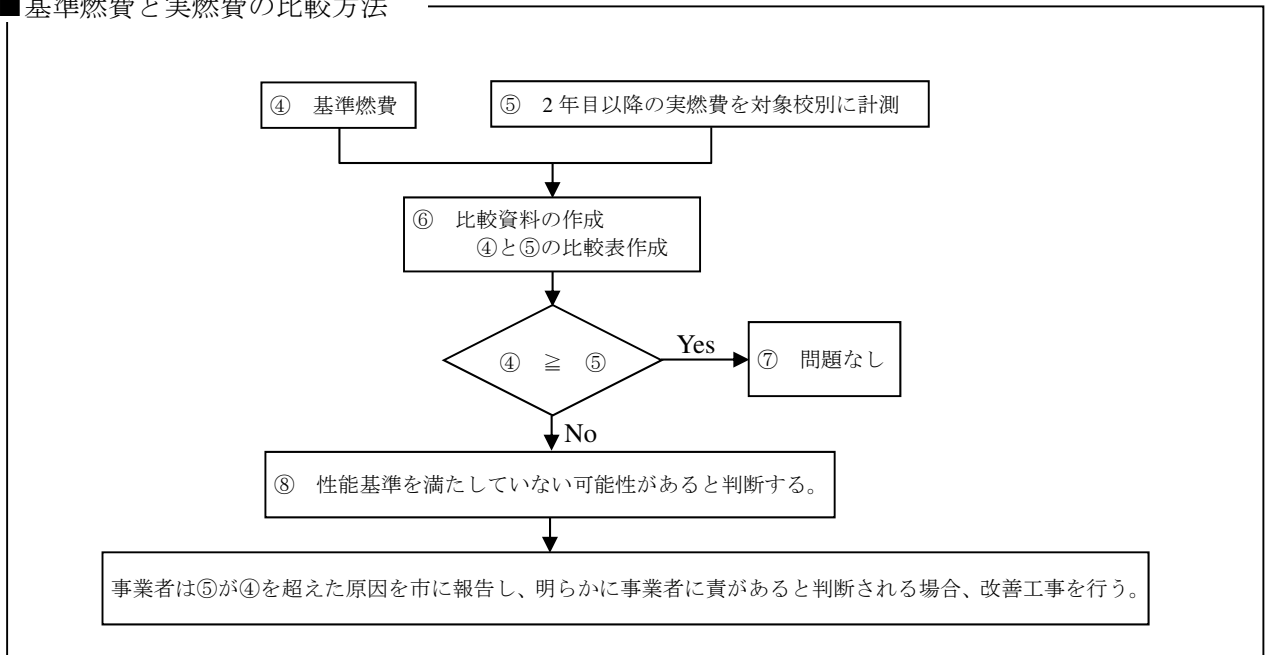 ■基準燃費と実燃費の比較方法
④ 基準燃費
⑤ 2年目以降の実燃費を対象校別に計測
⑥ 比較資料の作成
④と⑤の比較表作成
④ ≧ ⑤
Yes
⑦ 問題なし
No
⑧ 性能基準を満たしていない可能性があると判断する。
事業者は⑤が④を超えた原因を市に報告し、明らかに事業者に責があると判断される場合、改善工事を行う。